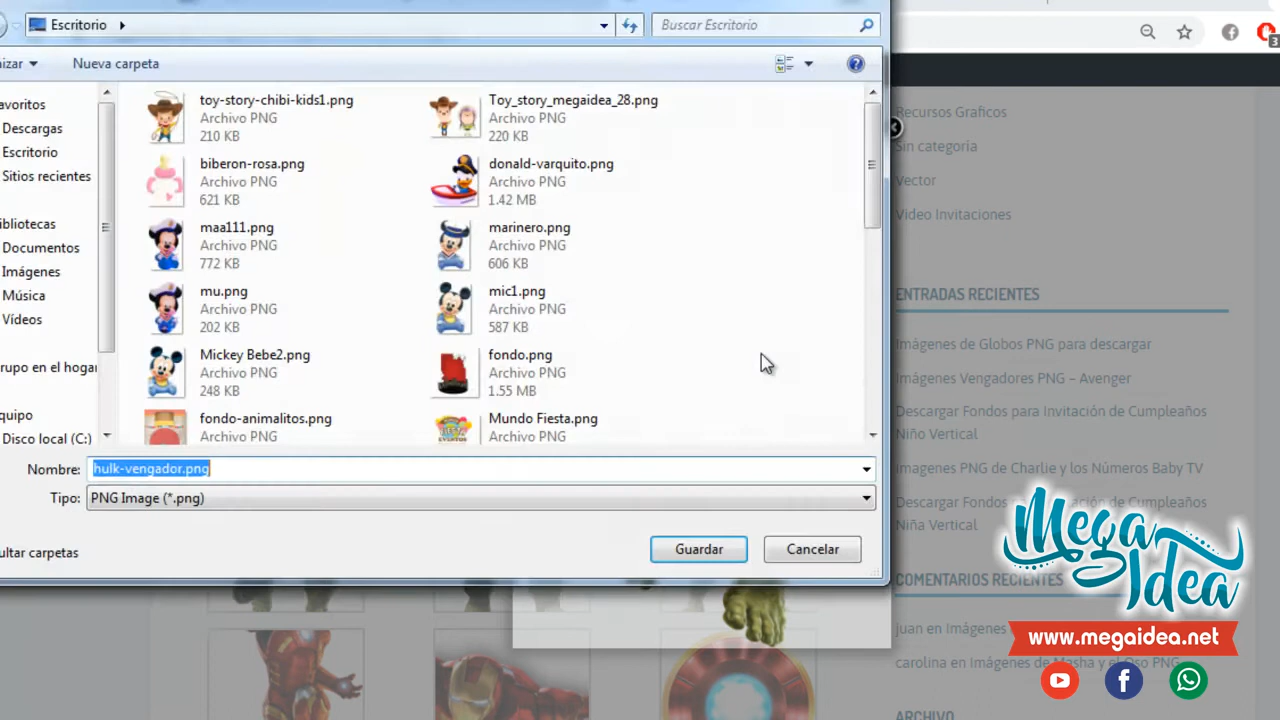 Escritorio
Buscar Escritorio
nizar
Nueva carpeta
avoritos
Descargas
Escritorio
Sitios recientes
ibliotecas
Documentos
Imágenes
Música
Vídeos
rupo en el hogar
quipo
Disco local (C:)
toy-story-chibi-kids1.png
Archivo PNG
210 KB
Toy_story_megaidea_28.png
Archivo PNG
220 KB
biberon-rosa.png
Archivo PNG
621 KB
donald-varquito.png
Archivo PNG
1.42 MB
maa111.png
Archivo PNG
772 KB
marinero.png
Archivo PNG
606 KB
mu.png
Archivo PNG
202 KB
mic1.png
Archivo PNG
587 KB
Mickey Bebe2.png
Archivo PNG
248 KB
fondo.png
Archivo PNG
1.55 MB
fondo-animalitos.png
Archivo PNG
Mundo Fiesta.png
Archivo PNG
Nombre: hulk-vengador.png
Tipo: PNG Image (*.png)
ultar carpetas
Guardar
Cancelar
3
Recursos Graficos
Sin categoría
Vector
Video Invitaciones
ENTRADAS RECIENTES
Imágenes de Globos PNG para descargar
Imágenes Vengadores PNG – Avenger
Descargar Fondos para Invitación de Cumpleaños
Niño Vertical
Imagenes PNG de Charlie y los Números Baby TV
Descargar Fondos ación de Cumpleaños
Niña Vertical
COMENTARIOS RECIENTES
juan en Imágenes
carolina en Imágenes de Masha y el Oso PNG
ARCHIVO
Mega
Idea
www.megaidea.net